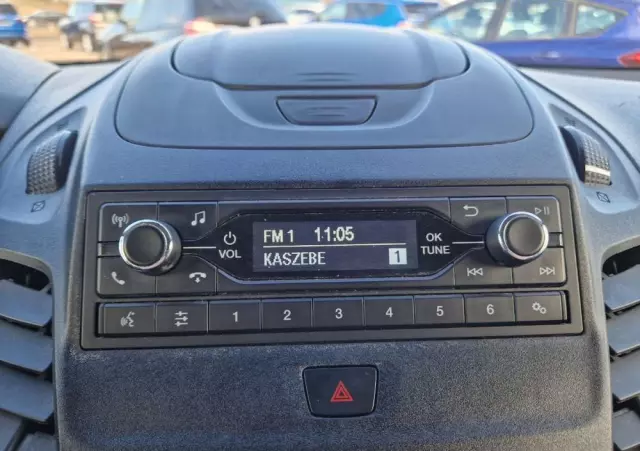 FM 1 11:05
OK
VOL
TUNE
KASZEBE 1
1 2 3 4 5 6